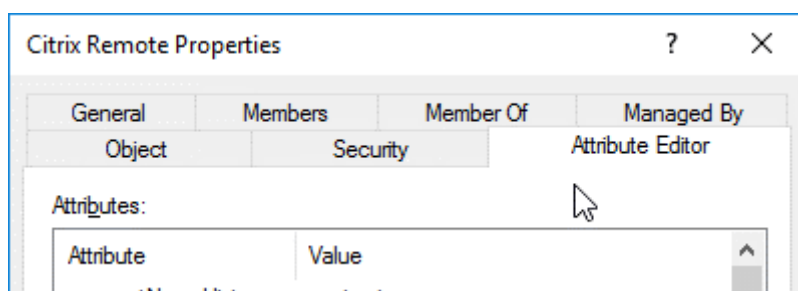 Citrix Remote Properties
General Members Member Of Managed By
Object Security Attribute Editor
Attributes:
Attribute Value